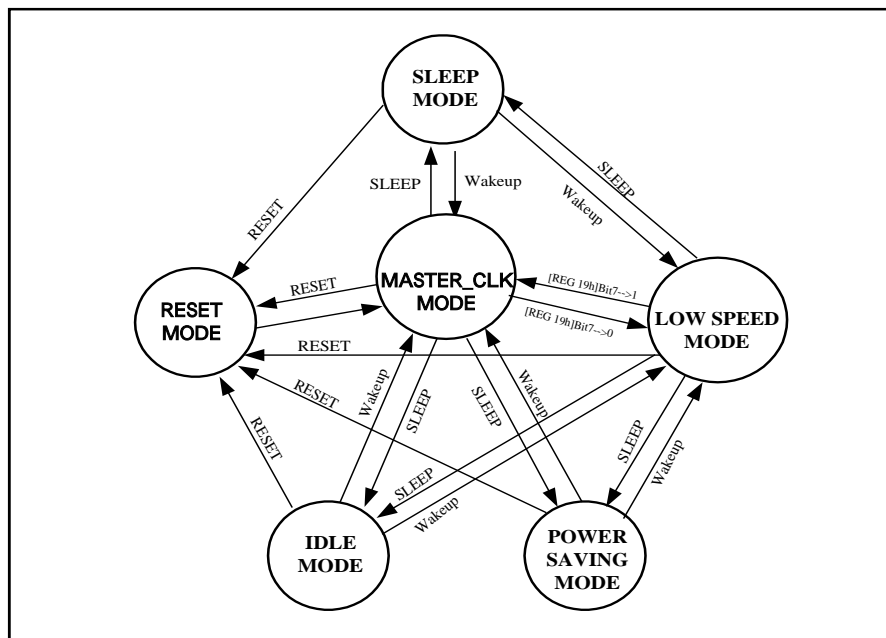 SLEEP
MODE
SLEEP
Wakeup
SLEEP
Wakeup
RESET
MASTER_CLK
MODE
RESET
[REG 19h]Bit7-->1
[REG 19h]Bit7-->0
RESET
MODE
LOW SPEED
MODE
RESET
Wakeup
SLEEP
SLEEP
Wakeup
SLEEP
Wakeup
RESET
SLEEP
Wakeup
IDLE
MODE
POWER
SAVING
MODE